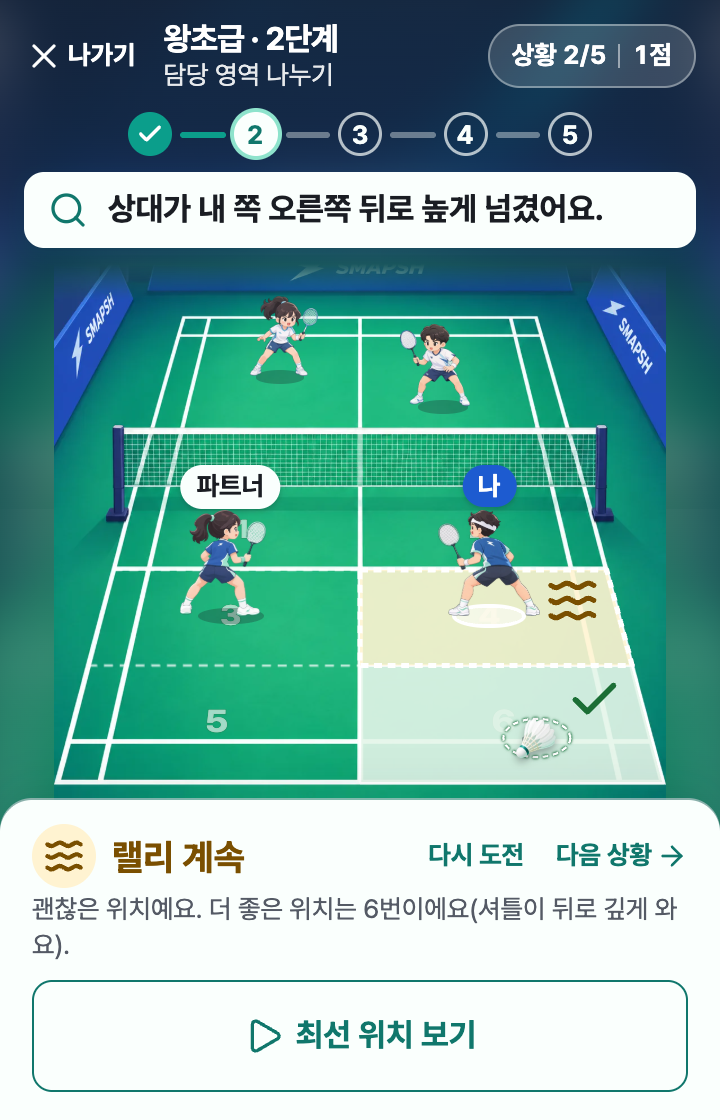 나가기
왕초급 · 2단계
담당 영역 나누기
상황 2/5 | 1점
2
3
4
5
상대가 내 쪽 오른쪽 뒤로 높게 넘겼어요.
SMAPSH
SMAPSH
SMAPSH
파트너
나
1
3
5
6
랠리 계속
다시 도전
다음 상황
괜찮은 위치예요. 더 좋은 위치는 6번이에요(셔틀이 뒤로 깊게 와
요).
최선 위치 보기